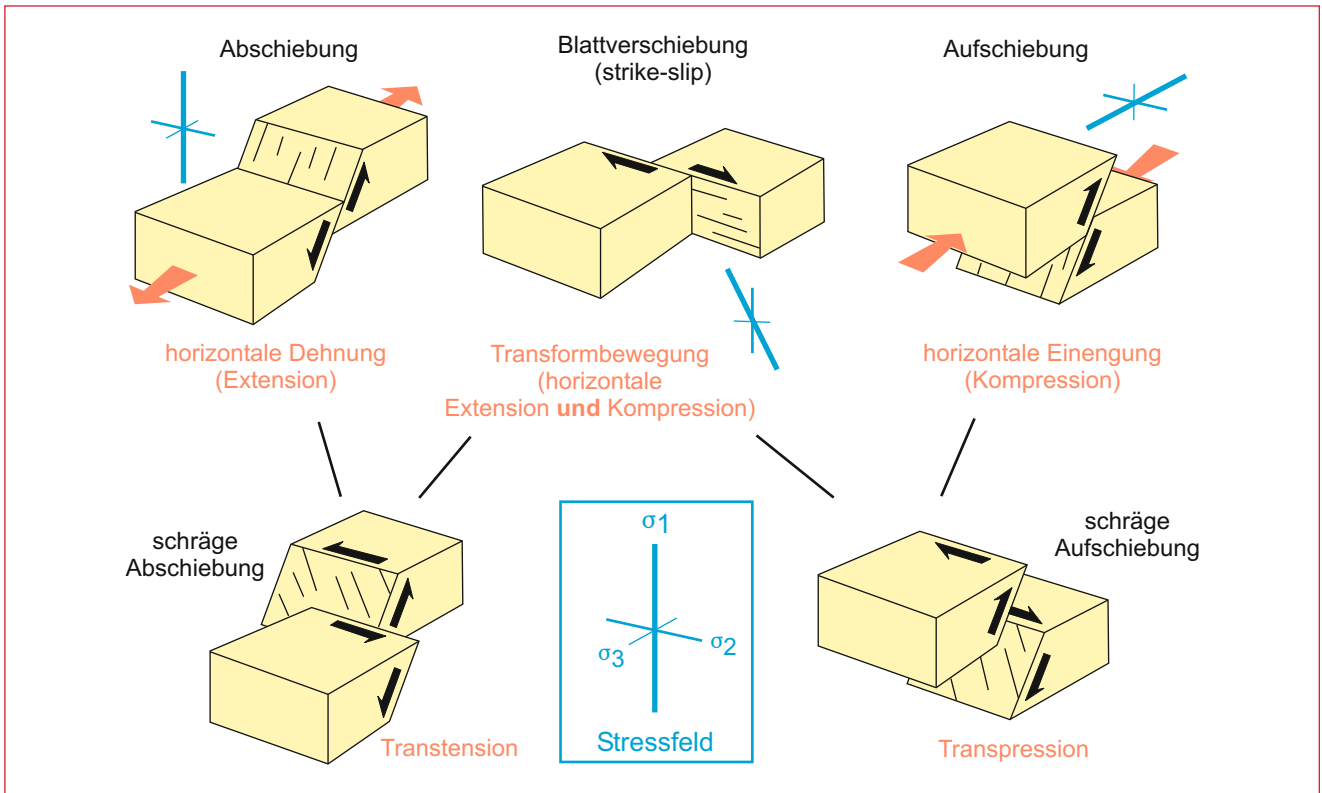 Abschiebung
Blattverschiebung
(strike-slip)
Aufschiebung
horizontale Dehnung
(Extension)
Transformbewegung
(horizontale
Extension und Kompression)
horizontale Einengung
(Kompression)
schräge
Abschiebung
Transtension
σ1
σ2
σ3
Stressfeld
schräge
Aufschiebung
Transpression